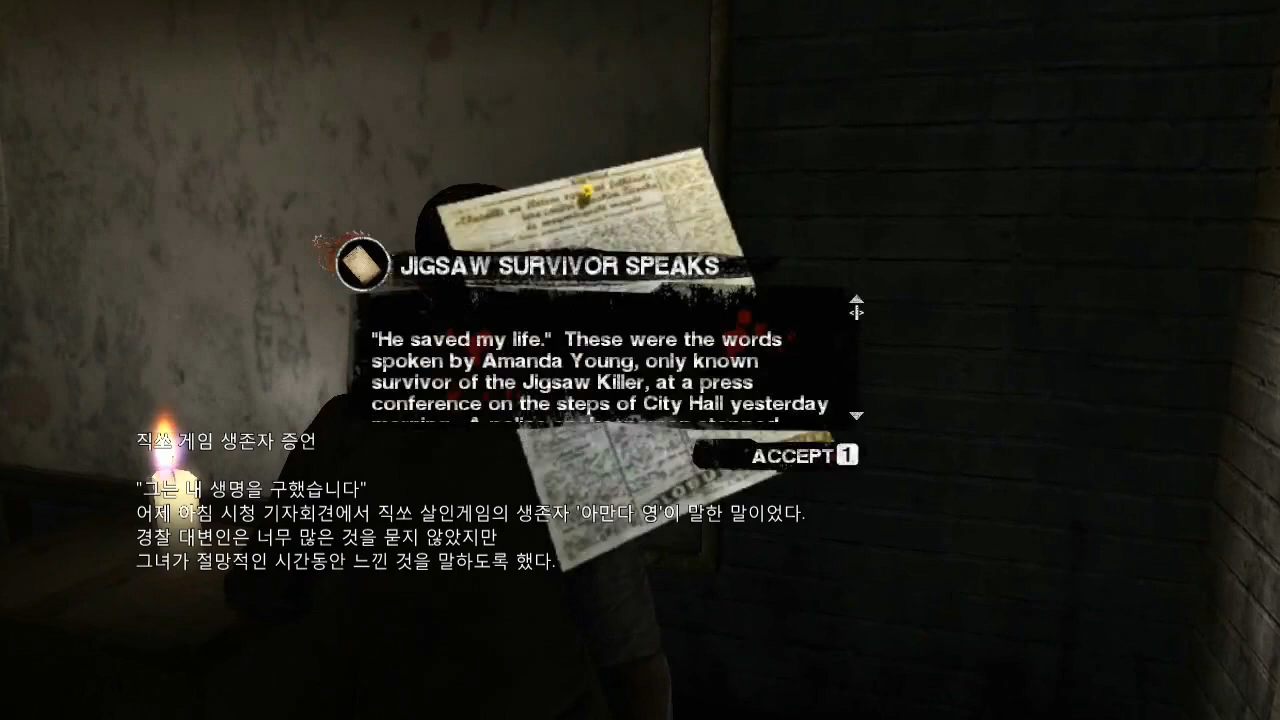 JIGSAW SURVIVOR SPEAKS
"He saved my life." These were the words
spoken by Amanda Young, only known
survivor of the Jigsaw Killer, at a press
conference on the steps of City Hall yesterday
ACCEPT 1
직쏘 게임 생존자 증언
"그는 내 생명을 구했습니다"
어제 아침 시청 기자회견에서 직쏘 살인게임의 생존자 '아만다 영'이 말한 말이었다.
경찰 대변인은 너무 많은 것을 묻지 않았지만
그녀가 절망적인 시간동안 느낀 것을 말하도록 했다.